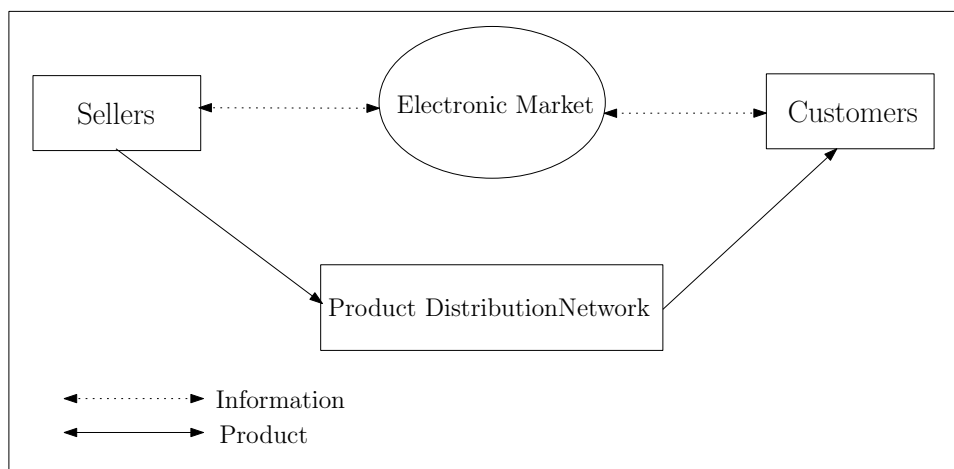 Sellers
Electronic Market
Customers
Product DistributionNetwork
Information
Product